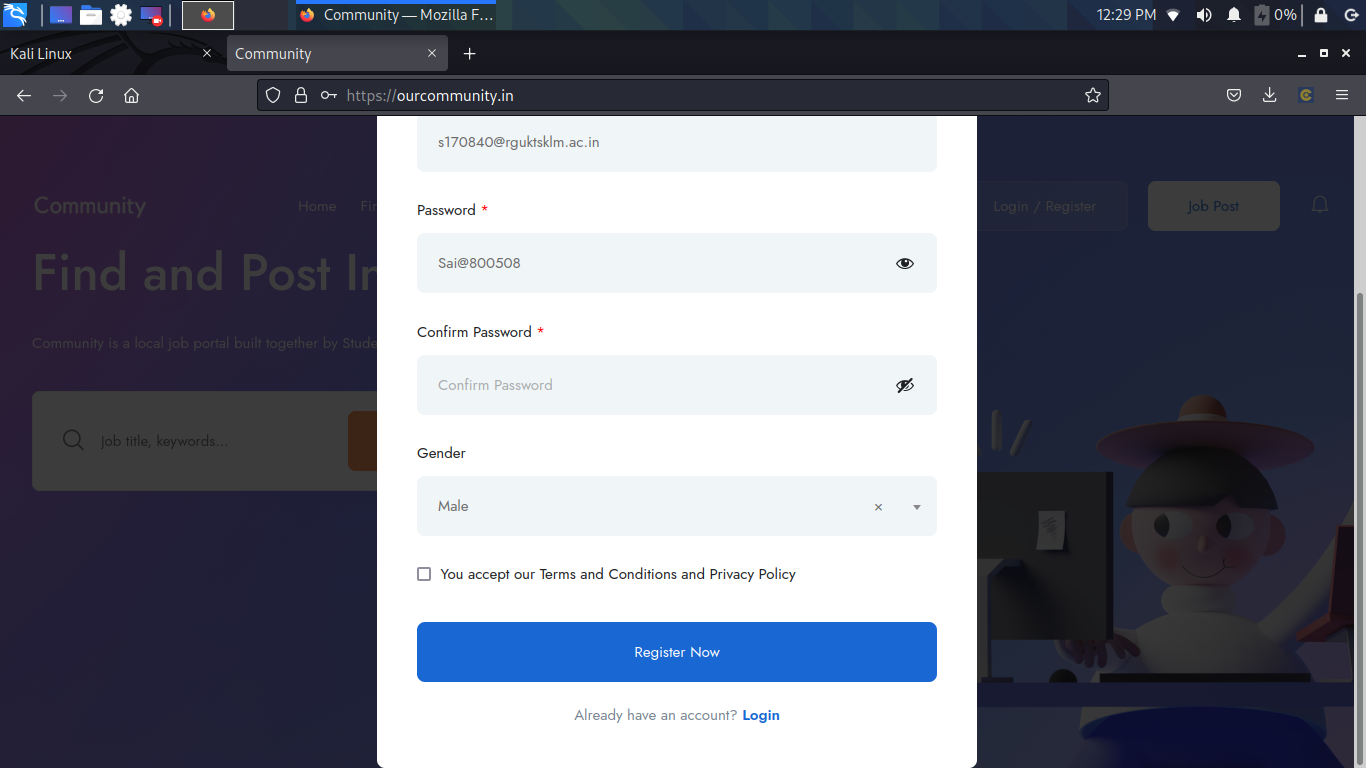 Community — Mozilla F...
12:29 PM
0%
Kali Linux
Community
https://ourcommunity.in
s170840@rguktsklm.ac.in
Community
Home
Fi
Login / Register
Job Post
Password *
Find and Post I
Sai@800508
Confirm Password *
Community is a local job portal built together by Stude
Confirm Password
Job title, keywords...
Gender
Male
You accept our Terms and Conditions and Privacy Policy
Register Now
Already have an account? Login